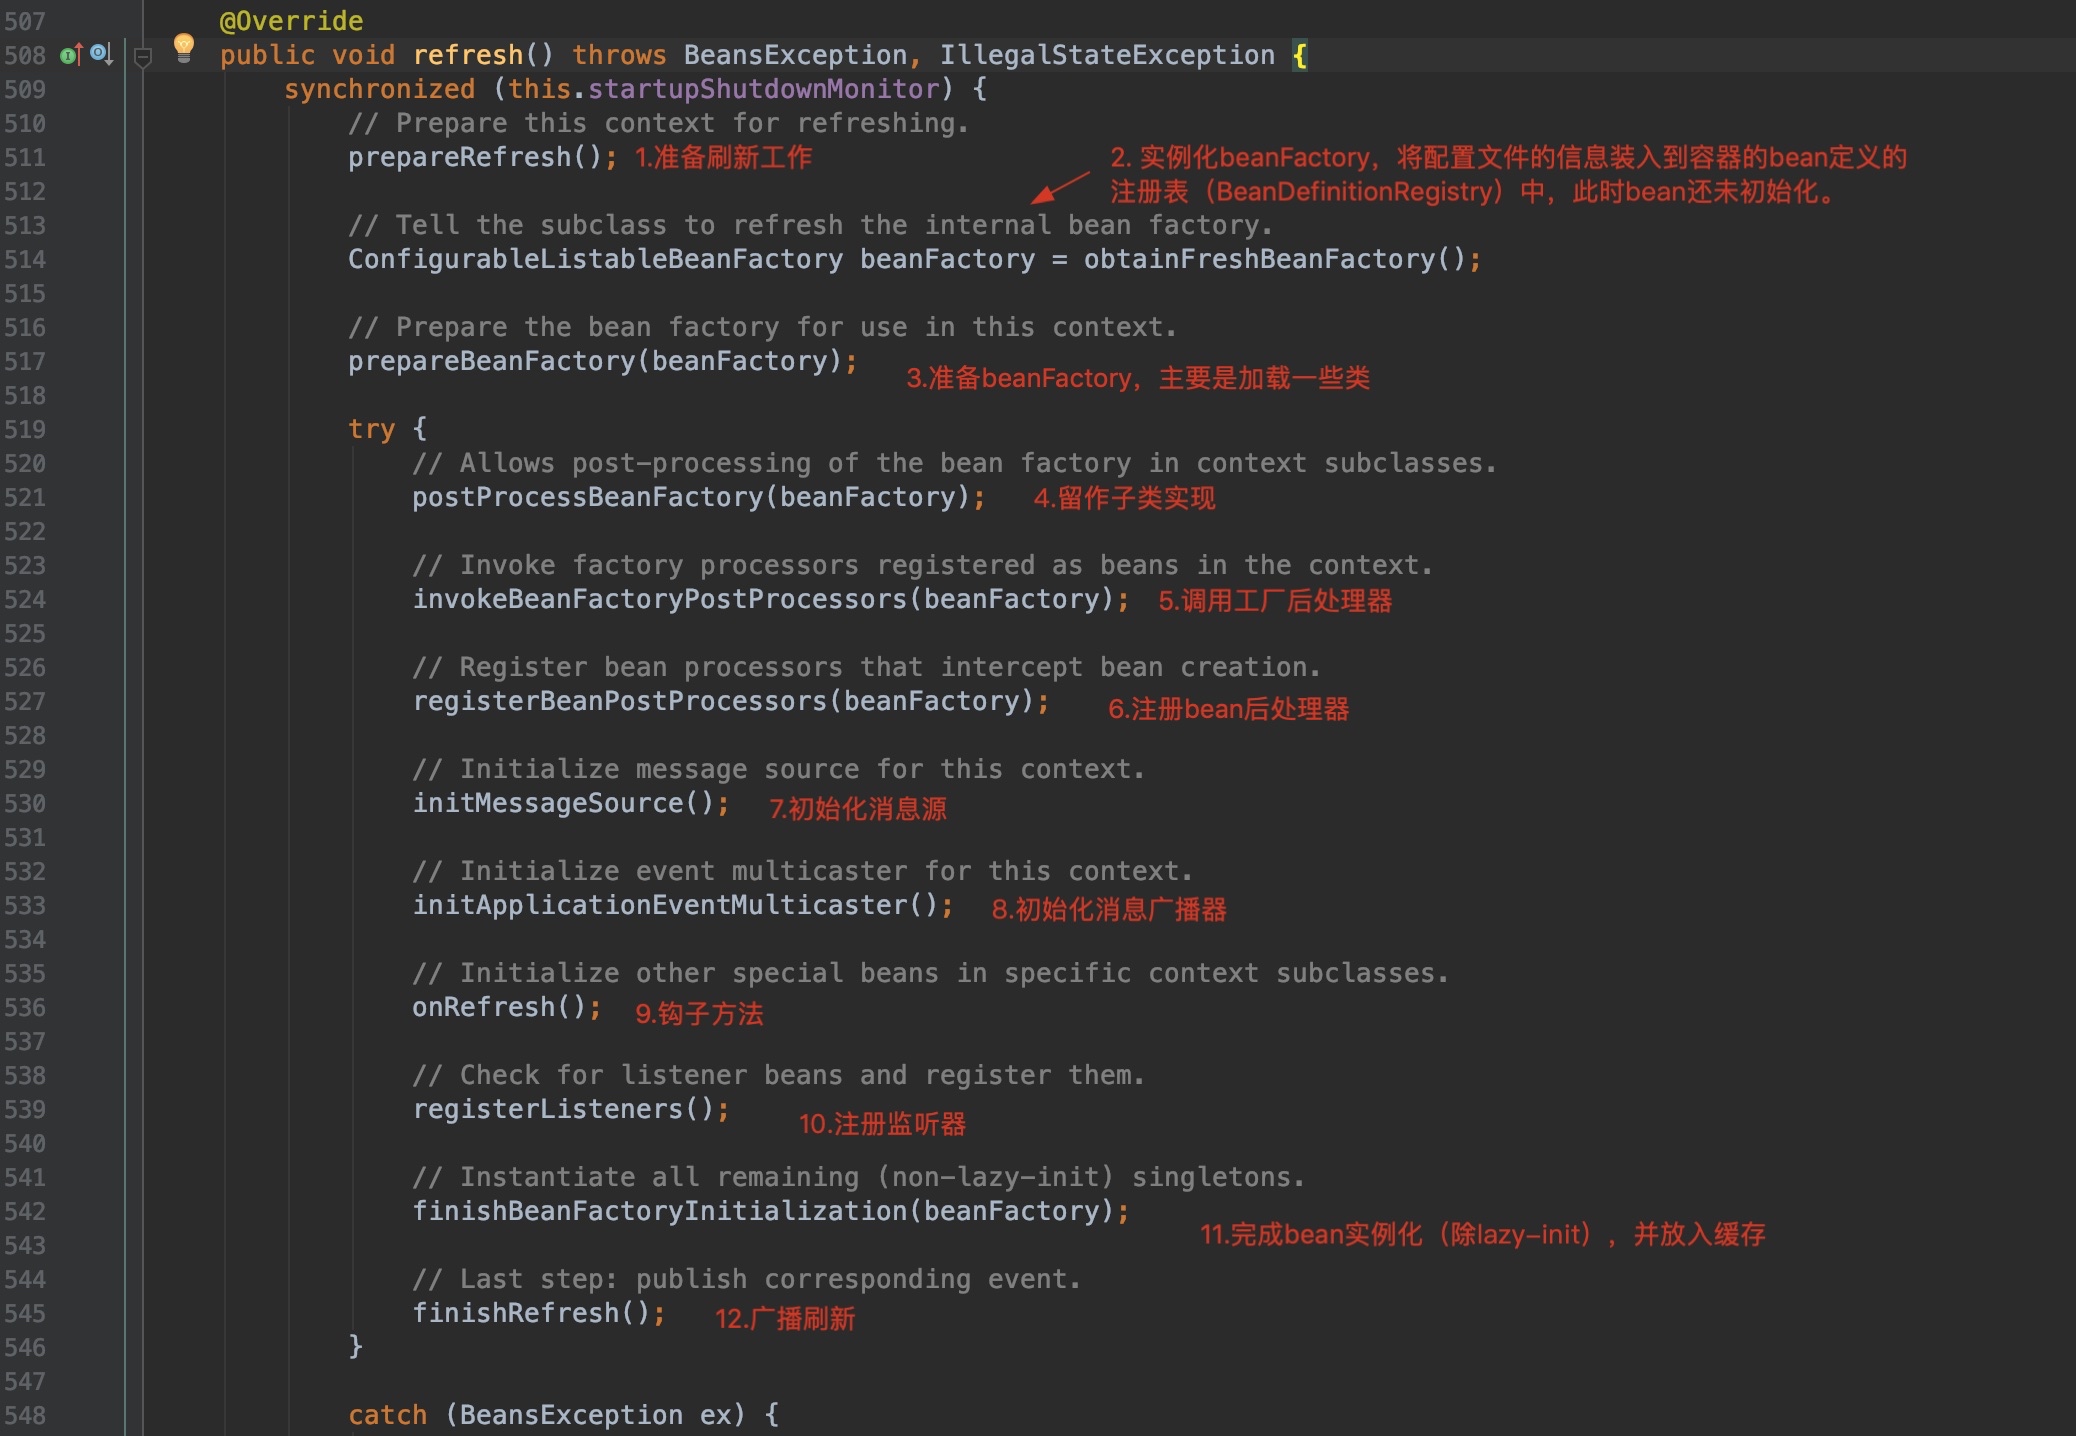 507 @Override
508 public void refresh() throws BeansException, IllegalStateException {
509 synchronized (this.startupShutdownMonitor) {
510 // Prepare this context for refreshing.
511 prepareRefresh(); 1.准备刷新工作 2. 实例化beanFactory，将配置文件的信息装入到容器的bean定义的
512 注册表（BeanDefinitionRegistry）中，此时bean还未初始化。
513 // Tell the subclass to refresh the internal bean factory.
514 ConfigurableListableBeanFactory beanFactory = obtainFreshBeanFactory();
515
516 // Prepare the bean factory for use in this context.
517 prepareBeanFactory(beanFactory); 3.准备beanFactory，主要是加载一些类
518
519 try {
520 // Allows post-processing of the bean factory in context subclasses.
521 postProcessBeanFactory(beanFactory); 4.留作子类实现
522
523 // Invoke factory processors registered as beans in the context.
524 invokeBeanFactoryPostProcessors(beanFactory); 5.调用工厂后处理器
525
526 // Register bean processors that intercept bean creation.
527 registerBeanPostProcessors(beanFactory); 6.注册bean后处理器
528
529 // Initialize message source for this context.
530 initMessageSource(); 7.初始化消息源
531
532 // Initialize event multicaster for this context.
533 initApplicationEventMulticaster(); 8.初始化消息广播器
534
535 // Initialize other special beans in specific context subclasses.
536 onRefresh(); 9.钩子方法
537
538 // Check for listener beans and register them.
539 registerListeners(); 10.注册监听器
540
541 // Instantiate all remaining (non-lazy-init) singletons.
542 finishBeanFactoryInitialization(beanFactory);
543 11.完成bean实例化（除lazy-init），并放入缓存
544 // Last step: publish corresponding event.
545 finishRefresh(); 12.广播刷新
546 }
547
548 catch (BeansException ex) {